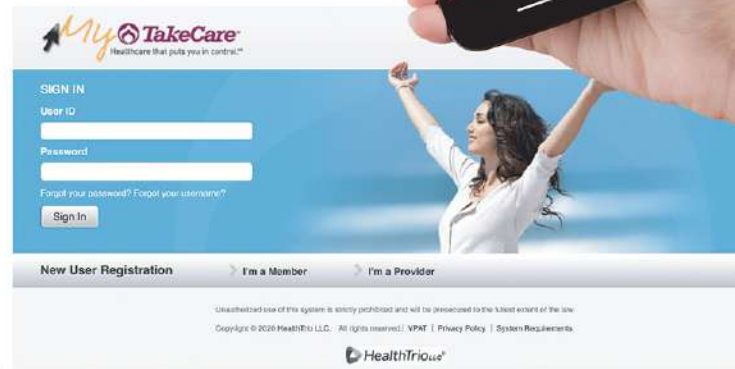 My TakeCare
Healthcare that puts you in control.℠
SIGN IN
User ID
Password
Forgot your password? Forgot your username?
Sign In
New User Registration > I'm a Member > I'm a Provider
Unauthorized use of this system is strictly prohibited and will be prosecuted to the fullest extent of the law.
Copyright © 2020 HealthTrio LLC. All rights reserved. | VPAT | Privacy Policy | System Requirements
HealthTrio LLC®